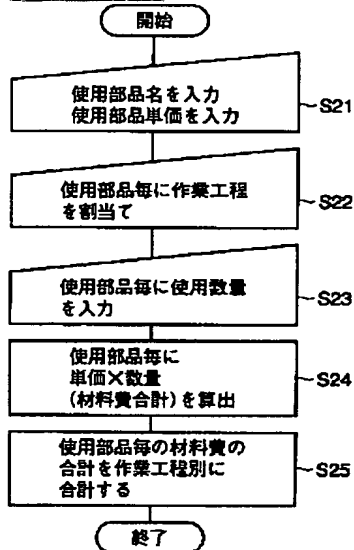 開始
使用部品名を入力
使用部品単価を入力
S21
使用部品毎に作業工程
を割当て
S22
使用部品毎に使用数量
を入力
S23
使用部品毎に
単価×数量
(材料費合計)を算出
S24
使用部品毎の材料費の
合計を作業工程別に
合計する
S25
終了